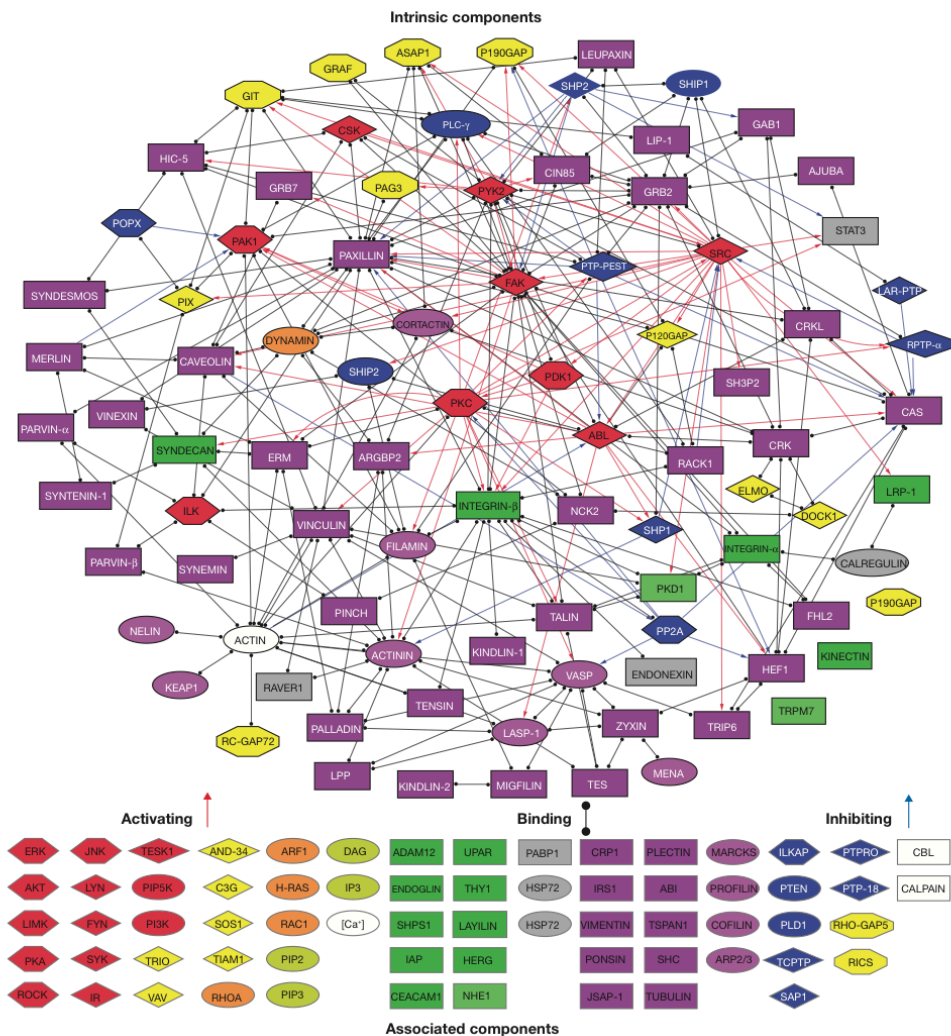 Intrinsic components
ASAP1
P190GAP
LEUPAXIN
GRAF
GIT
SHP2
SHIP1
PLC-γ
CSK
GAB1
LIP-1
HIC-5
GRB7
PAG3
PYK2
CIN85
GRB2
AJUBA
POPX
PAK1
PAXILLIN
STAT3
SRC
PTP-PEST
FAK
SYNDESMOS
PIX
LAR-PTP
CORTACTIN
CRKL
DYNAMIN
P120GAP
RPTP-α
MERLIN
CAVEOLIN
SHIP2
PDK1
SH3P2
PKC
CAS
PARVIN-α
VINEXIN
ABL
CRK
SYNDECAN
ERM
ARGBP2
RACK1
SYNTENIN-1
ELMO
LRP-1
ILK
INTEGRIN-β
NCK2
DOCK1
VINCULIN
SHP1
FILAMIN
INTEGRIN-α
PARVIN-β
SYNEMIN
CALREGULIN
PKD1
P190GAP
PINCH
TALIN
FHL2
NELIN
ACTIN
PP2A
ACTININ
KINDLIN-1
KINECTIN
KEAP1
RAVER1
VASP
ENDONEXIN
HEF1
TENSIN
TRPM7
PALLADIN
LASP-1
ZYXIN
TRIP6
RC-GAP72
LPP
KINDLIN-2
MIGFILIN
TES
MENA
Activating
Binding
Inhibiting
ERK JNK TESK1 AND-34 ARF1 DAG ADAM12 UPAR PABP1 CRP1 PLECTIN MARCKS ILKAP PTPRO CBL
AKT LYN PIP5K C3G H-RAS IP3 ENDOGLIN THY1 HSP72 IRS1 ABI PROFILIN PTEN PTP-18 CALPAIN
LIMK FYN PI3K SOS1 RAC1 [Ca⁺] SHPS1 LAYILIN HSP72 VIMENTIN TSPAN1 COFILIN PLD1 RHO-GAP5
PKA SYK TRIO TIAM1 PIP2 IAP HERG PONSIN SHC ARP2/3 TCPTP RICS
ROCK IR VAV RHOA PIP3 CEACAM1 NHE1 JSAP-1 TUBULIN SAP1
Associated components